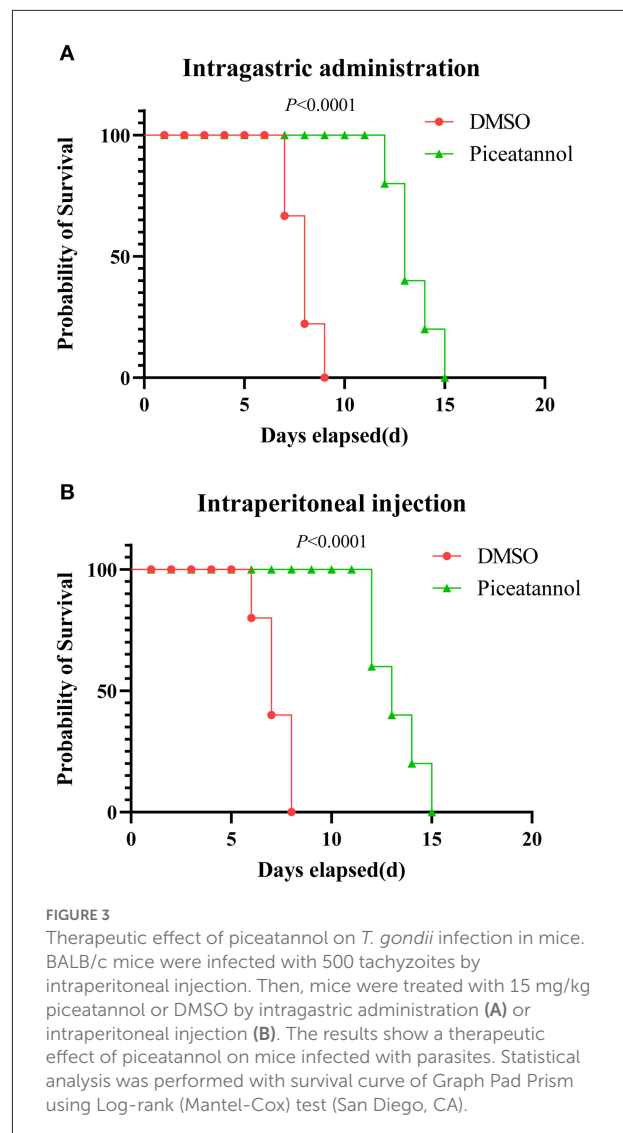 A
Intragastric administration
P<0.0001
DMSO
Piceatannol
100
50
0
Probability of Survival
0 5 10 15 20
Days elapsed(d)
B
Intraperitoneal injection
P<0.0001
DMSO
Piceatannol
100
50
0
Probability of Survival
0 5 10 15 20
Days elapsed(d)
FIGURE 3
Therapeutic effect of piceatannol on T. gondii infection in mice.
BALB/c mice were infected with 500 tachyzoites by
intraperitoneal injection. Then, mice were treated with 15 mg/kg
piceatannol or DMSO by intragastric administration (A) or
intraperitoneal injection (B). The results show a therapeutic
effect of piceatannol on mice infected with parasites. Statistical
analysis was performed with survival curve of Graph Pad Prism
using Log-rank (Mantel-Cox) test (San Diego, CA).